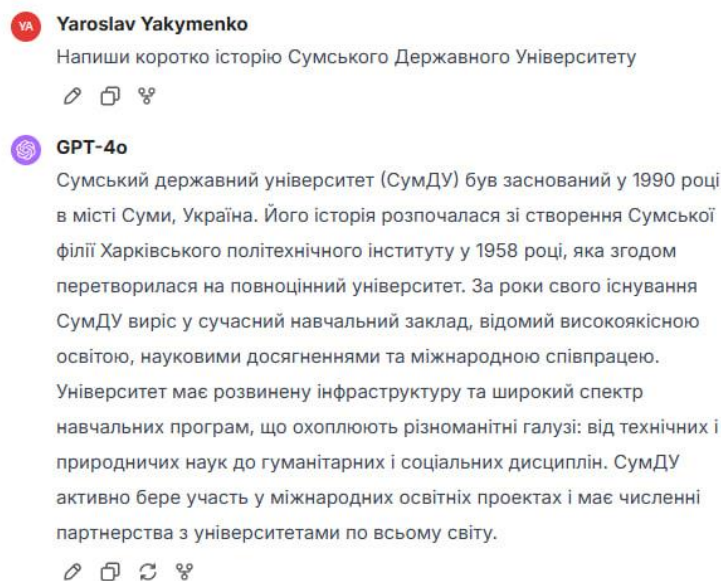 YA
Yaroslav Yakymenko
Напиши коротко історію Сумського Державного Університету
GPT-4o
Сумський державний університет (СумДУ) був заснований у 1990 році
в місті Суми, Україна. Його історія розпочалася зі створення Сумської
філії Харківського політехнічного інституту у 1958 році, яка згодом
перетворилася на повноцінний університет. За роки свого існування
СумДУ виріс у сучасний навчальний заклад, відомий високоякісною
освітою, науковими досягненнями та міжнародною співпрацею.
Університет має розвинену інфраструктуру та широкий спектр
навчальних програм, що охоплюють різноманітні галузі: від технічних і
природничих наук до гуманітарних і соціальних дисциплін. СумДУ
активно бере участь у міжнародних освітніх проектах і має численні
партнерства з університетами по всьому світу.